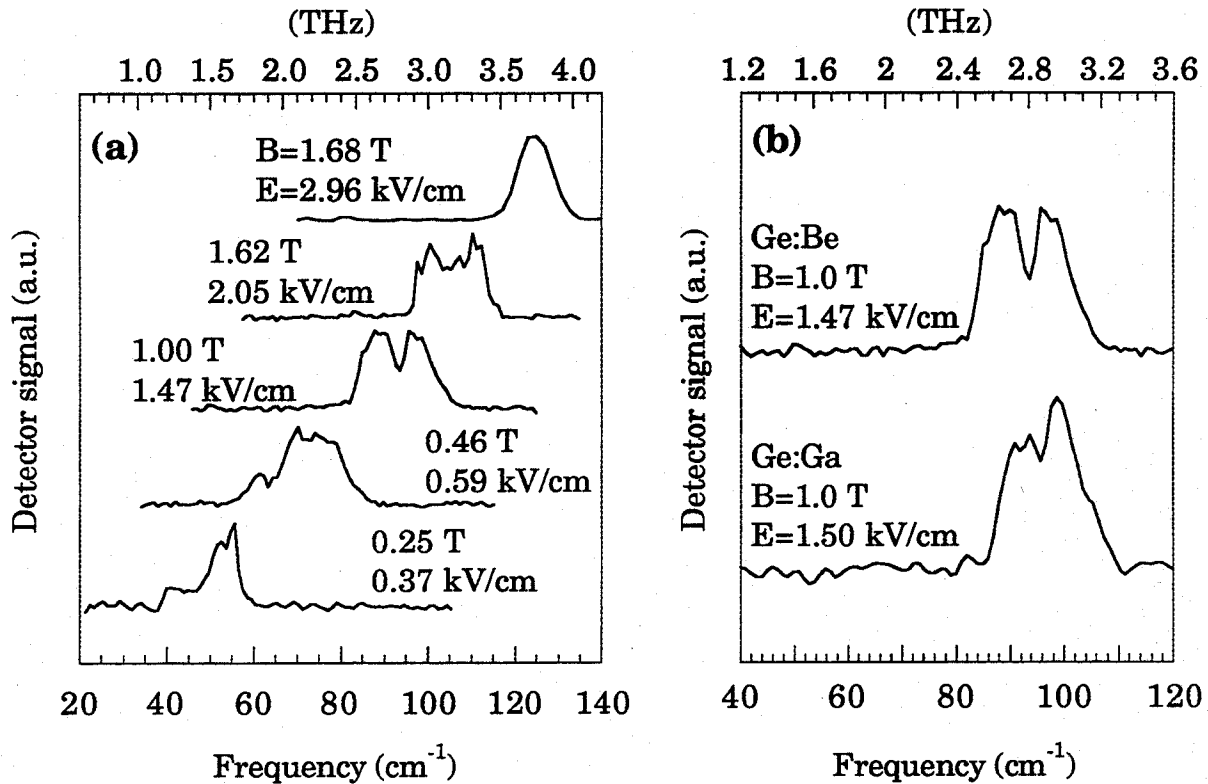 (THz)
1.0 1.5 2.0 2.5 3.0 3.5 4.0
(a)
B=1.68 T
E=2.96 kV/cm
1.62 T
2.05 kV/cm
1.00 T
1.47 kV/cm
0.46 T
0.59 kV/cm
0.25 T
0.37 kV/cm
Detector signal (a.u.)
20 40 60 80 100 120 140
Frequency (cm⁻¹)
(THz)
1.2 1.6 2 2.4 2.8 3.2 3.6
(b)
Ge:Be
B=1.0 T
E=1.47 kV/cm
Ge:Ga
B=1.0 T
E=1.50 kV/cm
Detector signal (a.u.)
40 60 80 100 120
Frequency (cm⁻¹)